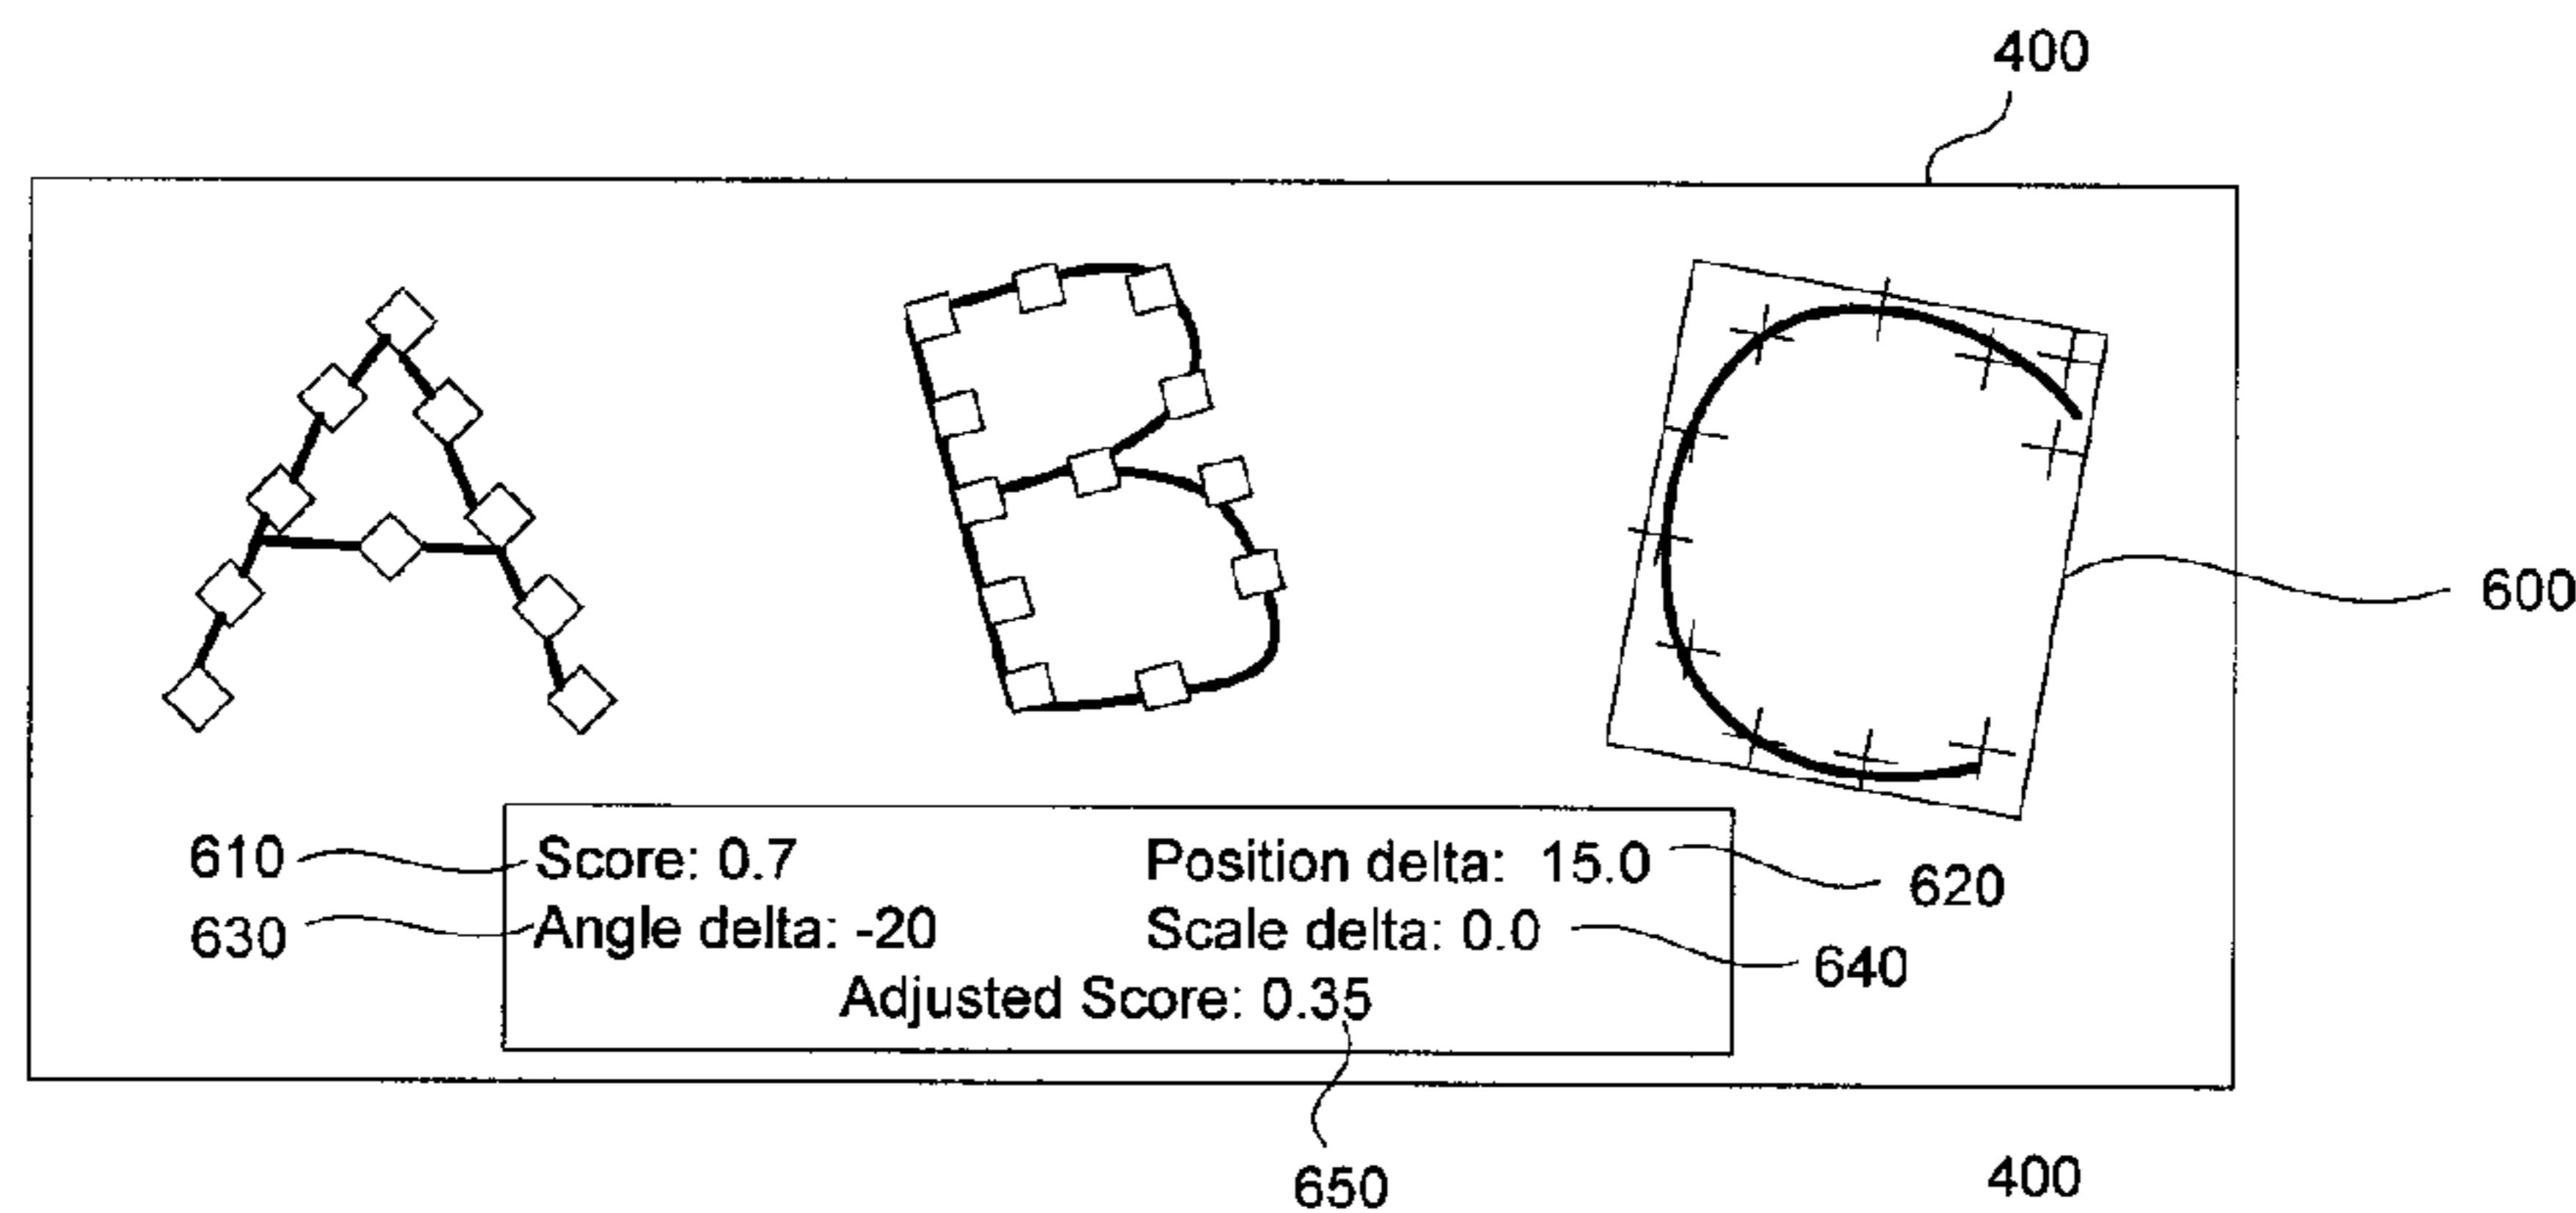 400
A B C
600
610 Score: 0.7 Position delta: 15.0 620
630 Angle delta: -20 Scale delta: 0.0 640
Adjusted Score: 0.35
650 400